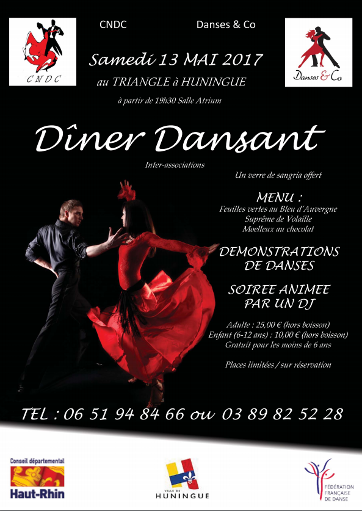 CNDC
Danses & Co
CNDC
Danses & Co
Samedi 13 MAI 2017
au TRIANGLE à HUNINGUE
à partir de 19h30 Salle Atrium
Dîner Dansant
Inter-associations
Un verre de sangria offert
MENU :
Feuilles vertes au Bleu d'Auvergne
Suprême de Volaille
Moelleux au chocolat
DEMONSTRATIONS
DE DANSES
SOIREE ANIMEE
PAR UN DJ
Adulte : 25,00 € (hors boisson)
Enfant (6-12 ans) : 10,00 € (hors boisson)
Gratuit pour les moins de 6 ans
Places limitées / sur réservation
TEL : 06 51 94 84 66 ou 03 89 82 52 28
Conseil départemental
Haut-Rhin
VILLE DE
HUNINGUE
FÉDÉRATION
FRANÇAISE
DE DANSE